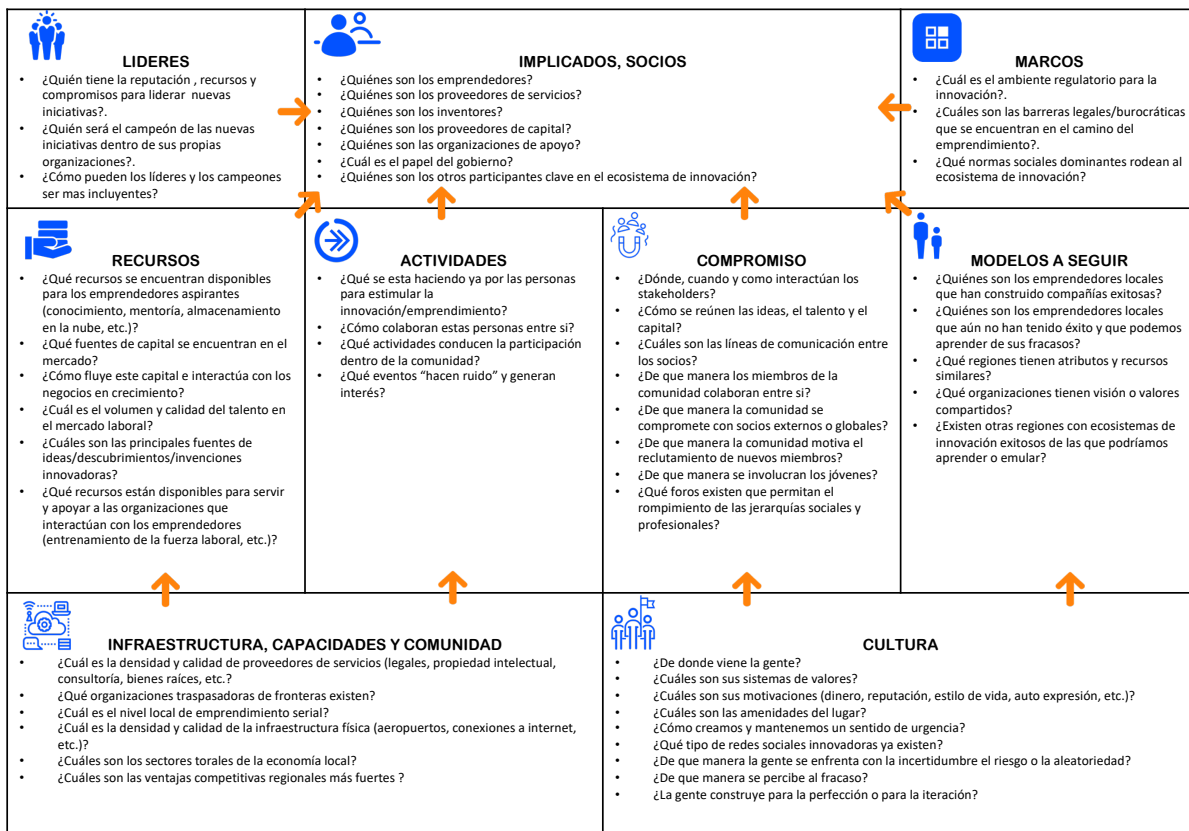 LIDERES
• ¿Quién tiene la reputación , recursos y
compromisos para liderar nuevas
iniciativas?.
• ¿Quién será el campeón de las nuevas
iniciativas dentro de sus propias
organizaciones?.
• ¿Cómo pueden los líderes y los campeones
ser mas incluyentes?
IMPLICADOS, SOCIOS
• ¿Quiénes son los emprendedores?
• ¿Quiénes son los proveedores de servicios?
• ¿Quiénes son los inventores?
• ¿Quiénes son los proveedores de capital?
• ¿Quiénes son las organizaciones de apoyo?
• ¿Cuál es el papel del gobierno?
• ¿Quiénes son los otros participantes clave en el ecosistema de innovación?
MARCOS
• ¿Cuál es el ambiente regulatorio para la
innovación?.
• ¿Cuáles son las barreras legales/burocráticas
que se encuentran en el camino del
emprendimiento?.
• ¿Qué normas sociales dominantes rodean al
ecosistema de innovación?
RECURSOS
• ¿Qué recursos se encuentran disponibles
para los emprendedores aspirantes
(conocimiento, mentoría, almacenamiento
en la nube, etc.)?
• ¿Qué fuentes de capital se encuentran en el
mercado?
• ¿Cómo fluye este capital e interactúa con los
negocios en crecimiento?
• ¿Cuál es el volumen y calidad del talento en
el mercado laboral?
• ¿Cuáles son las principales fuentes de
ideas/descubrimientos/invenciones
innovadoras?
• ¿Qué recursos están disponibles para servir
y apoyar a las organizaciones que
interactúan con los emprendedores
(entrenamiento de la fuerza laboral, etc.)?
ACTIVIDADES
• ¿Qué se esta haciendo ya por las personas
para estimular la
innovación/emprendimiento?
• ¿Cómo colaboran estas personas entre si?
• ¿Qué actividades conducen la participación
dentro de la comunidad?
• ¿Qué eventos “hacen ruido” y generan
interés?
COMPROMISO
• ¿Dónde, cuando y como interactúan los
stakeholders?
• ¿Cómo se reúnen las ideas, el talento y el
capital?
• ¿Cuáles son las líneas de comunicación entre
los socios?
• ¿De que manera los miembros de la
comunidad colaboran entre si?
• ¿De que manera la comunidad se
compromete con socios externos o globales?
• ¿De que manera la comunidad motiva el
reclutamiento de nuevos miembros?
• ¿De que manera se involucran los jóvenes?
• ¿Qué foros existen que permitan el
rompimiento de las jerarquías sociales y
profesionales?
MODELOS A SEGUIR
• ¿Quiénes son los emprendedores locales
que han construido compañías exitosas?
• ¿Quiénes son los emprendedores locales
que aún no han tenido éxito y que podemos
aprender de sus fracasos?
• ¿Qué regiones tienen atributos y recursos
similares?
• ¿Qué organizaciones tienen visión o valores
compartidos?
• ¿Existen otras regiones con ecosistemas de
innovación exitosos de las que podríamos
aprender o emular?
INFRAESTRUCTURA, CAPACIDADES Y COMUNIDAD
• ¿Cuál es la densidad y calidad de proveedores de servicios (legales, propiedad intelectual,
consultoría, bienes raíces, etc.?
• ¿Qué organizaciones traspasadoras de fronteras existen?
• ¿Cuál es el nivel local de emprendimiento serial?
• ¿Cuál es la densidad y calidad de la infraestructura física (aeropuertos, conexiones a internet,
etc.)?
• ¿Cuáles son los sectores torales de la economía local?
• ¿Cuáles son las ventajas competitivas regionales más fuertes ?
CULTURA
• ¿De donde viene la gente?
• ¿Cuáles son sus sistemas de valores?
• ¿Cuáles son sus motivaciones (dinero, reputación, estilo de vida, auto expresión, etc.)?
• ¿Cuáles son las amenidades del lugar?
• ¿Cómo creamos y mantenemos un sentido de urgencia?
• ¿Qué tipo de redes sociales innovadoras ya existen?
• ¿De que manera la gente se enfrenta con la incertidumbre el riesgo o la aleatoriedad?
• ¿De que manera se percibe al fracaso?
• ¿La gente construye para la perfección o para la iteración?